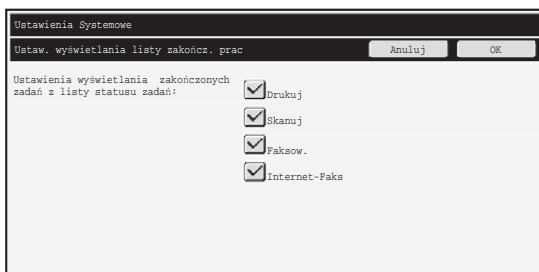 Ustawienia Systemowe
Ustaw. wyświetlania listy zakończ. prac
Anuluj
OK
Ustawienia wyświetlania zakończonych
zadań z listy statusu zadań:
Drukuj
Skanuj
Faksow.
Internet-Faks